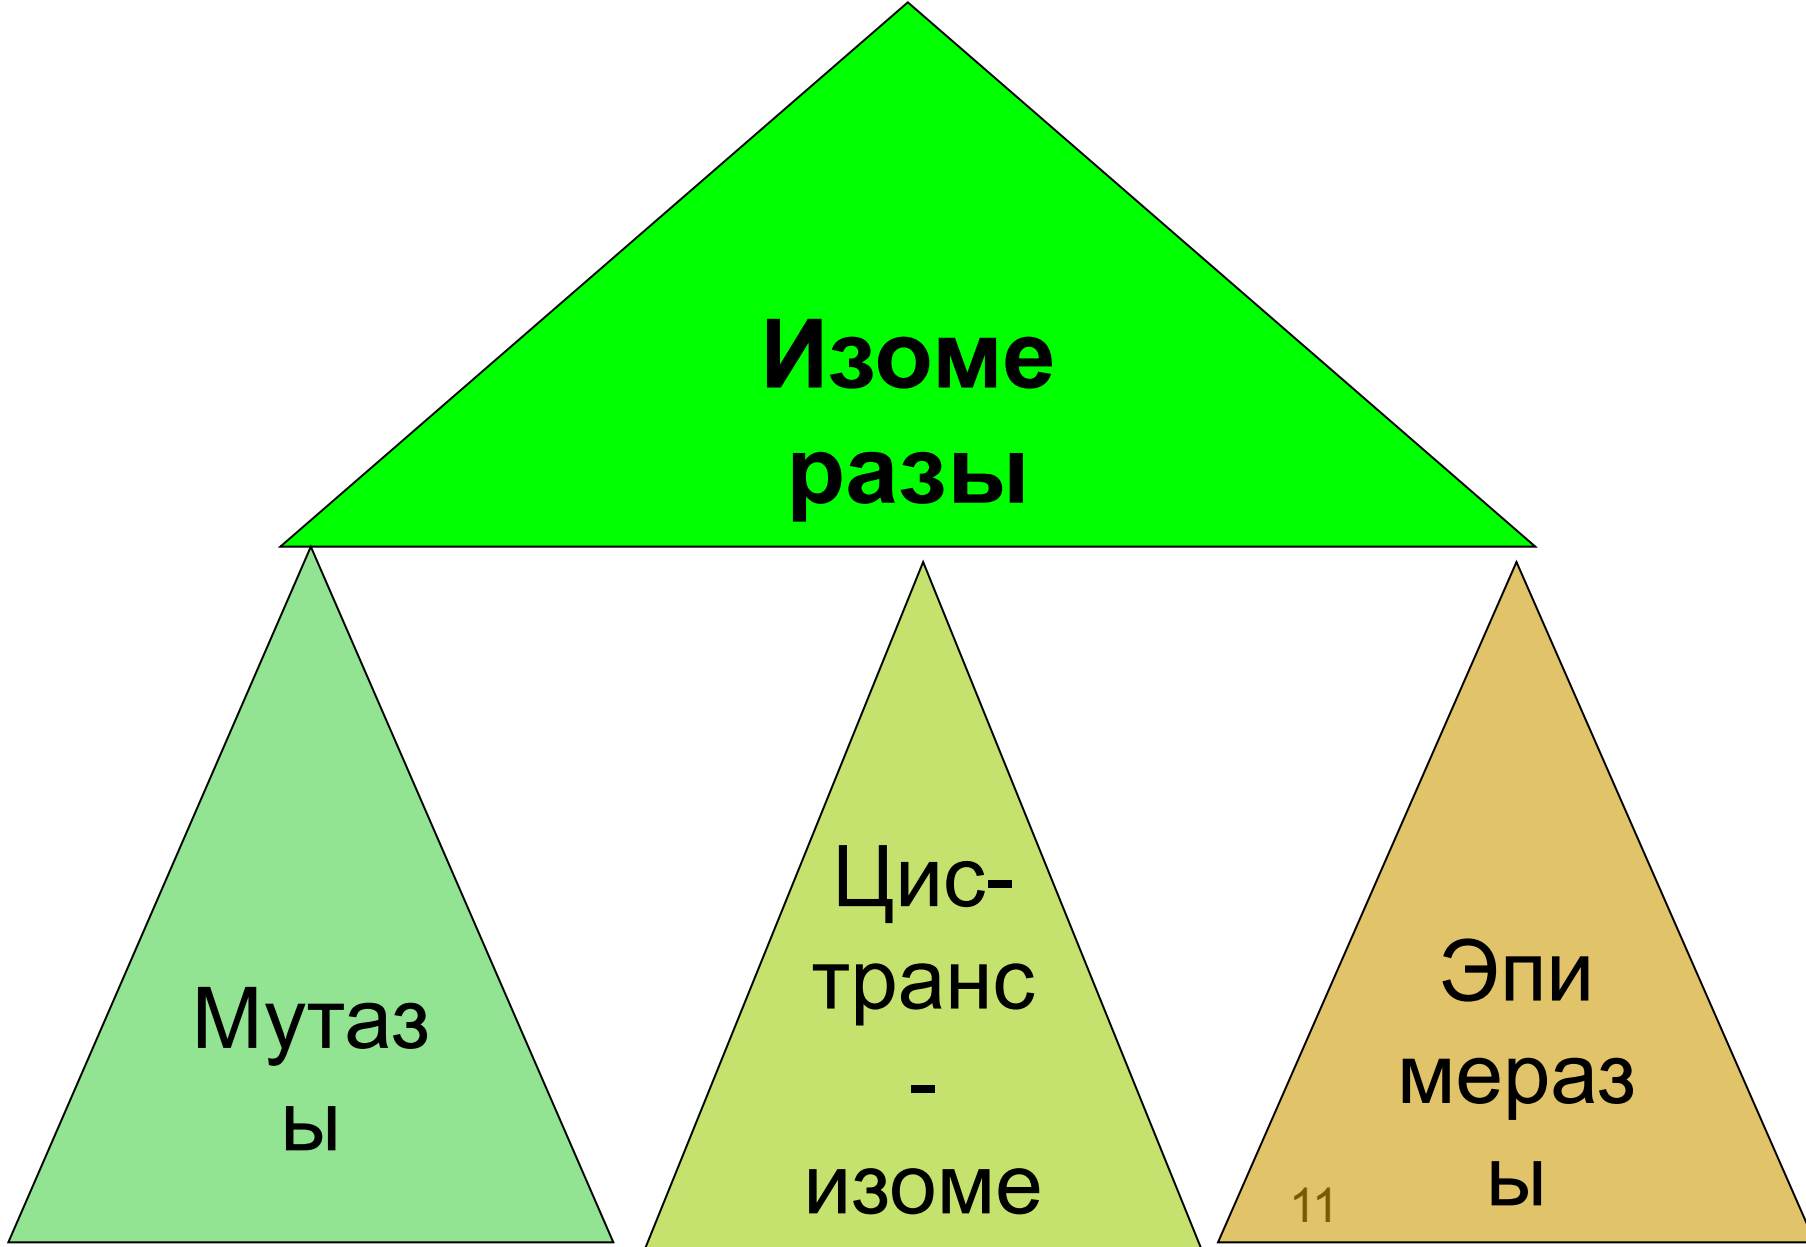 Изоме
разы
Мутаз
ы
Цис-
транс
-
изоме
Эпи
мераз
ы
11